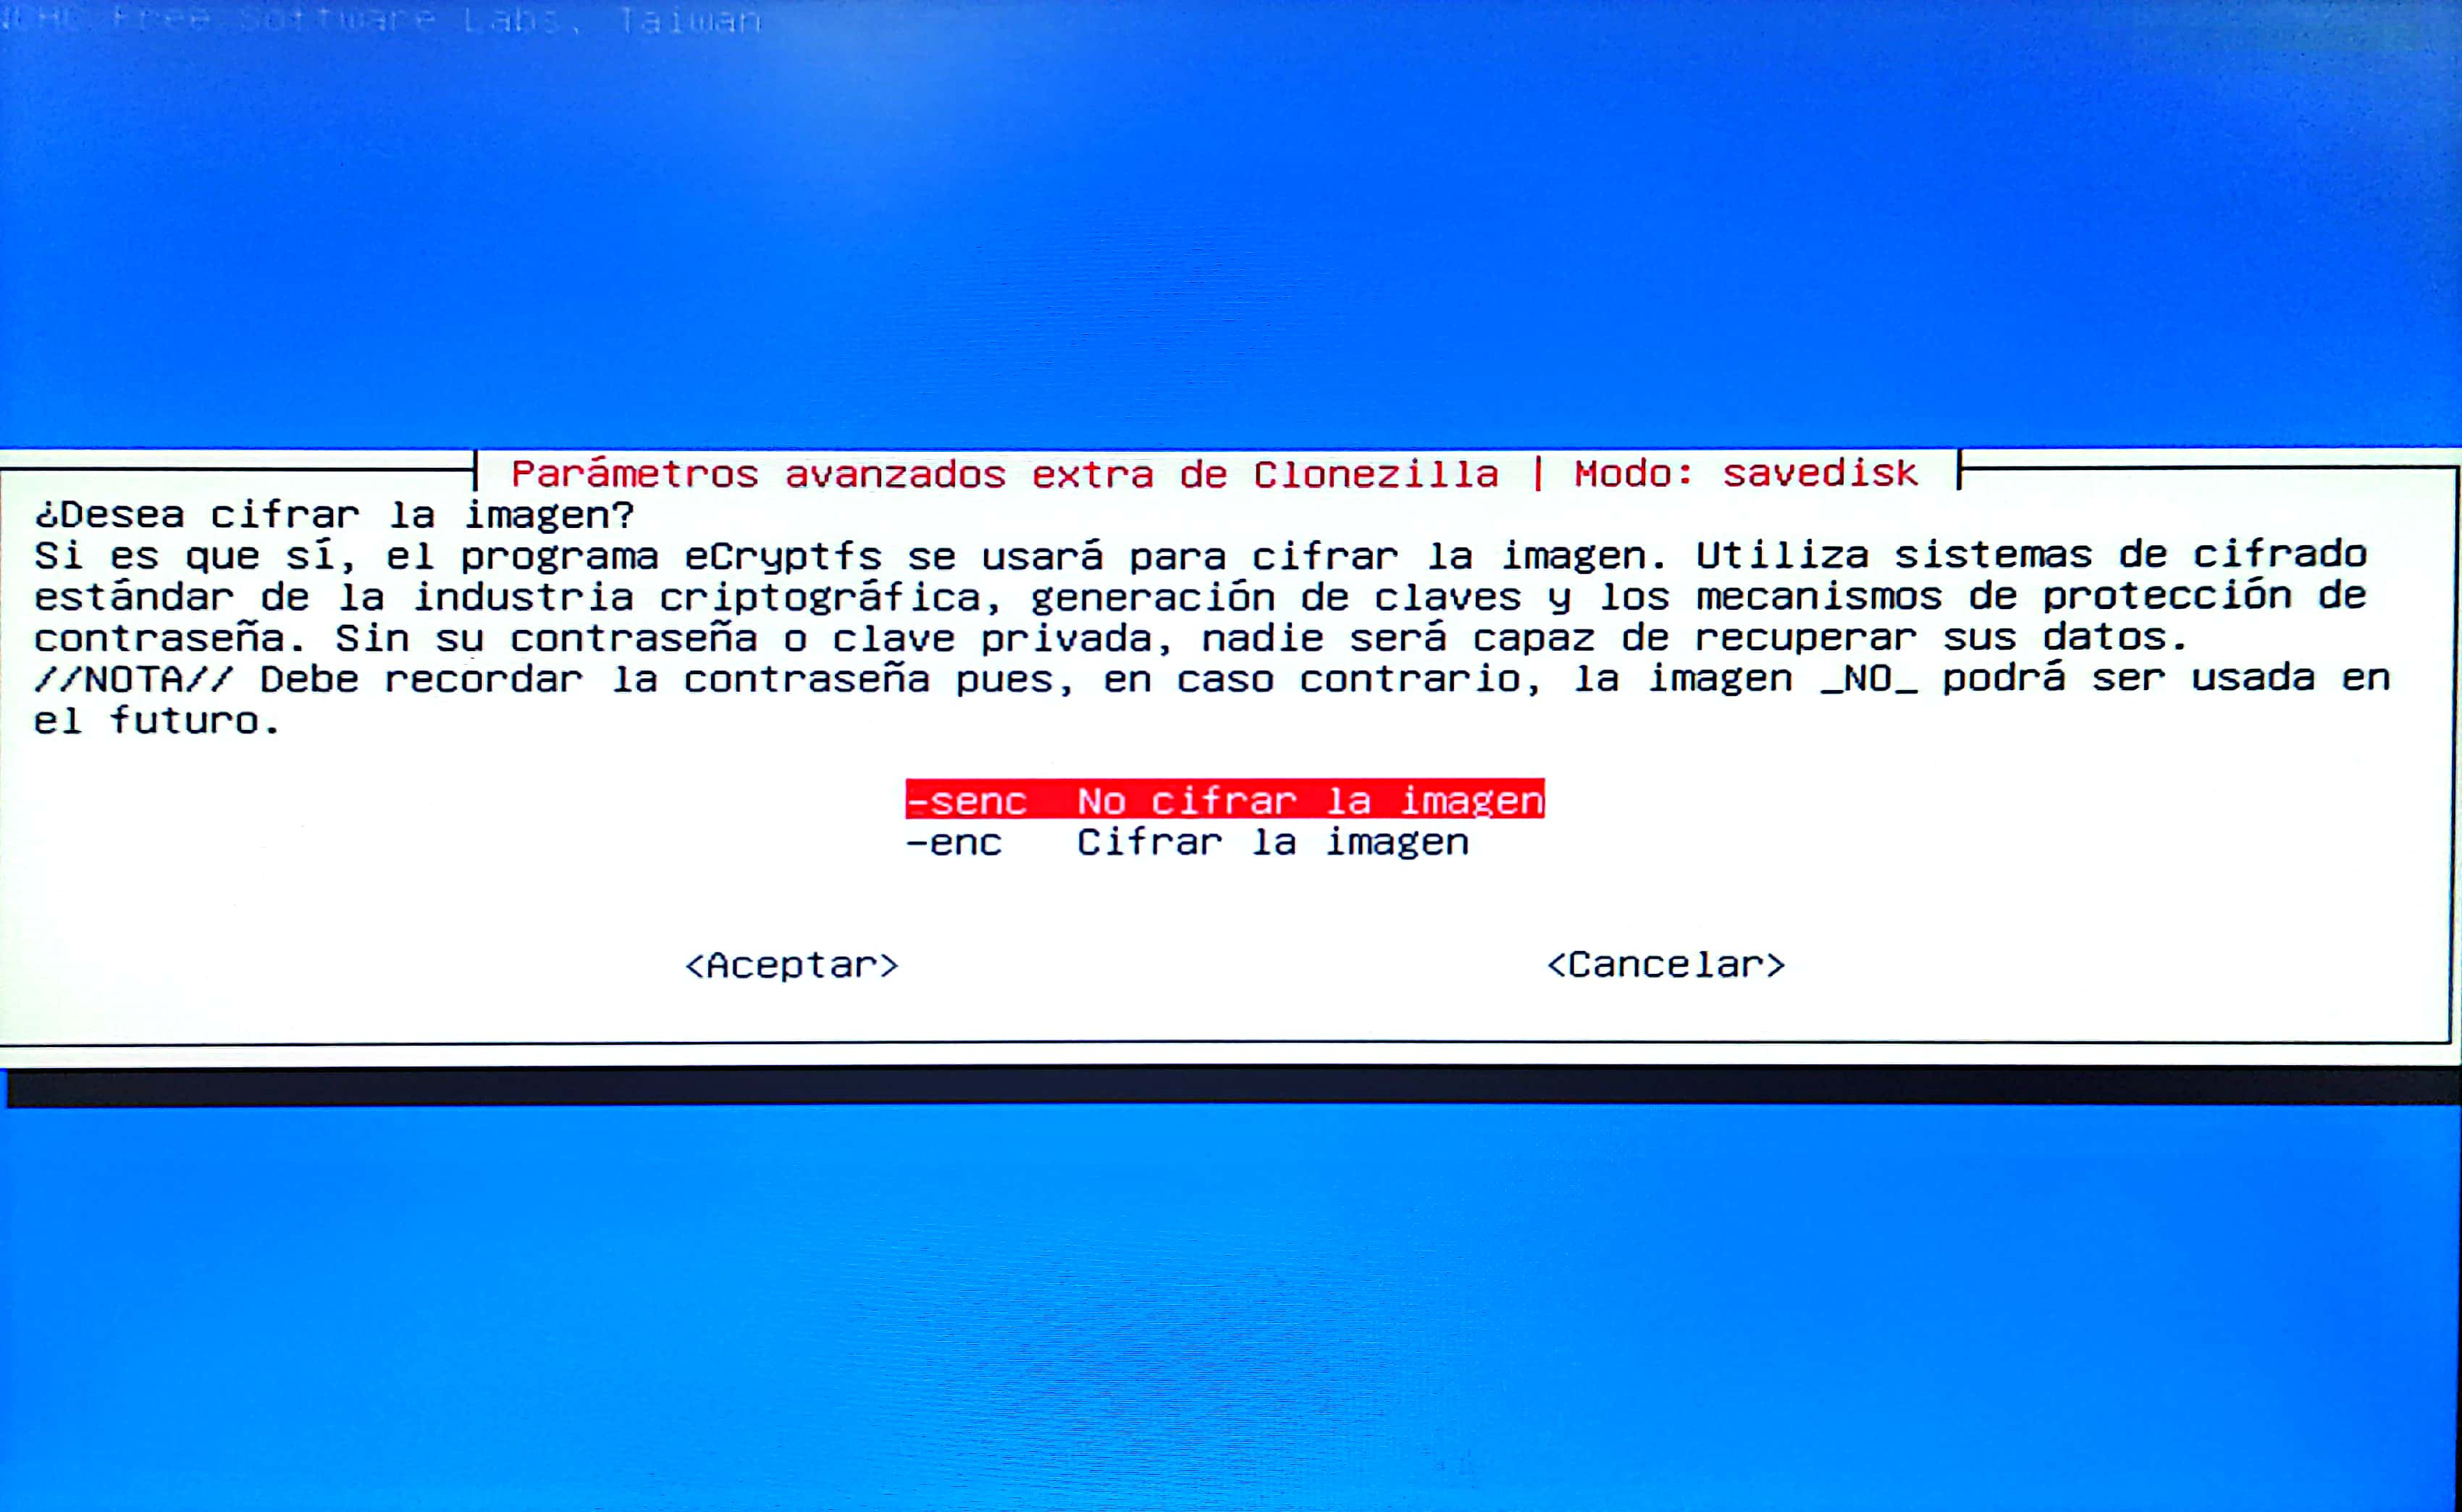 NCHC Free Software Labs, Taiwan
Parámetros avanzados extra de Clonezilla | Modo: savedisk
¿Desea cifrar la imagen?
Si es que sí, el programa eCryptfs se usará para cifrar la imagen. Utiliza sistemas de cifrado
estándar de la industria criptográfica, generación de claves y los mecanismos de protección de
contraseña. Sin su contraseña o clave privada, nadie será capaz de recuperar sus datos.
//NOTA// Debe recordar la contraseña pues, en caso contrario, la imagen _NO_ podrá ser usada en
el futuro.
-senc No cifrar la imagen
-enc Cifrar la imagen
<Aceptar> <Cancelar>